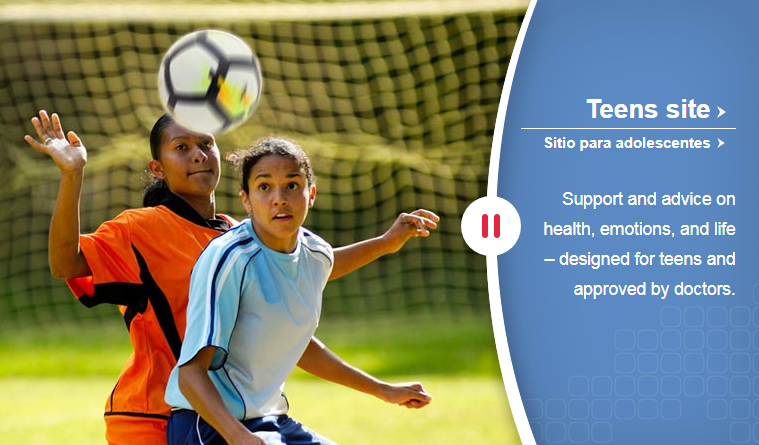 Teens site
Sitio para adolescentes
Support and advice on
health, emotions, and life
– designed for teens and
approved by doctors.